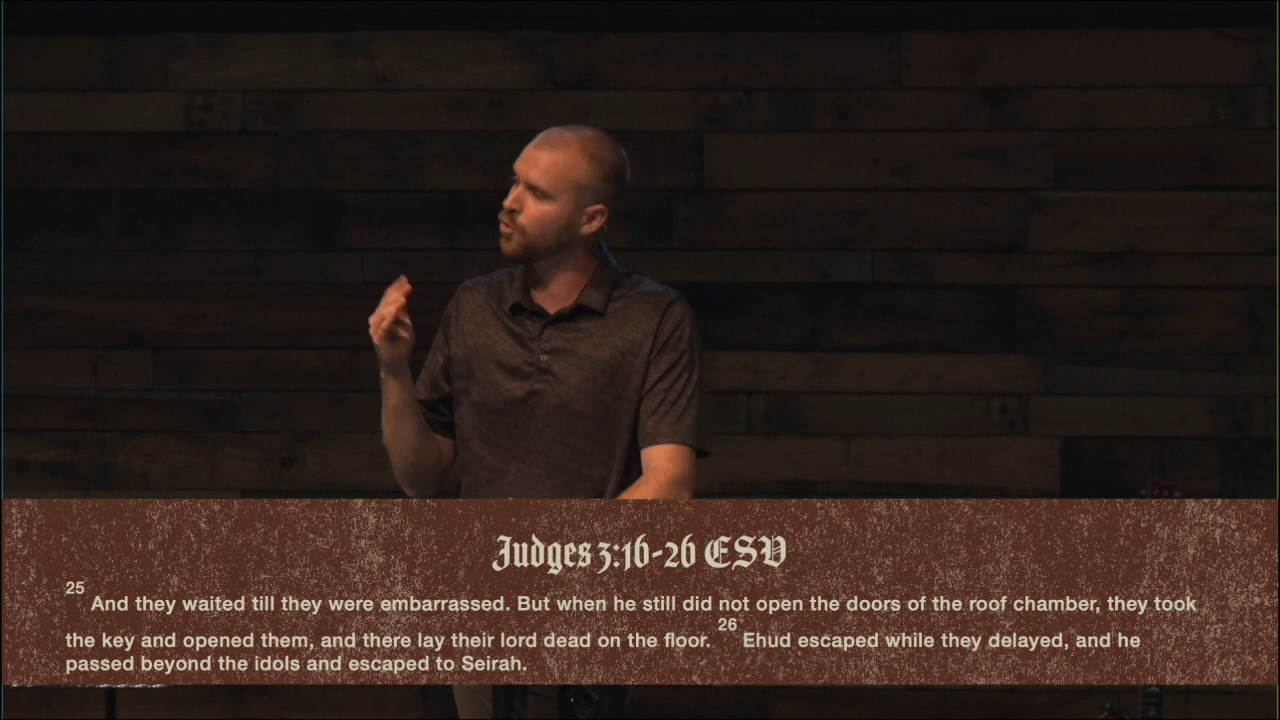 Judges 3:16-26 ESV
25 And they waited till they were embarrassed. But when he still did not open the doors of the roof chamber, they took
the key and opened them, and there lay their lord dead on the floor. 26 Ehud escaped while they delayed, and he
passed beyond the idols and escaped to Seirah.